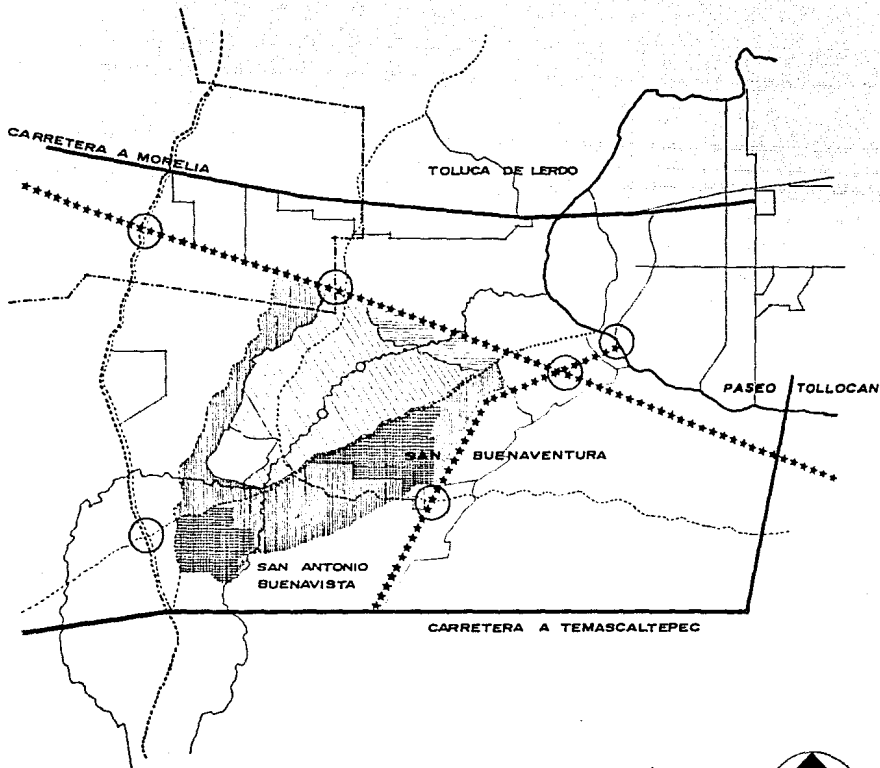 CARRETERA A MORELIA
TOLUCA DE LERDO
PASEO TOLLOCAN
SAN BUENAVENTURA
SAN ANTONIO
BUENAVISTA
CARRETERA A TEMASCALTEPEC